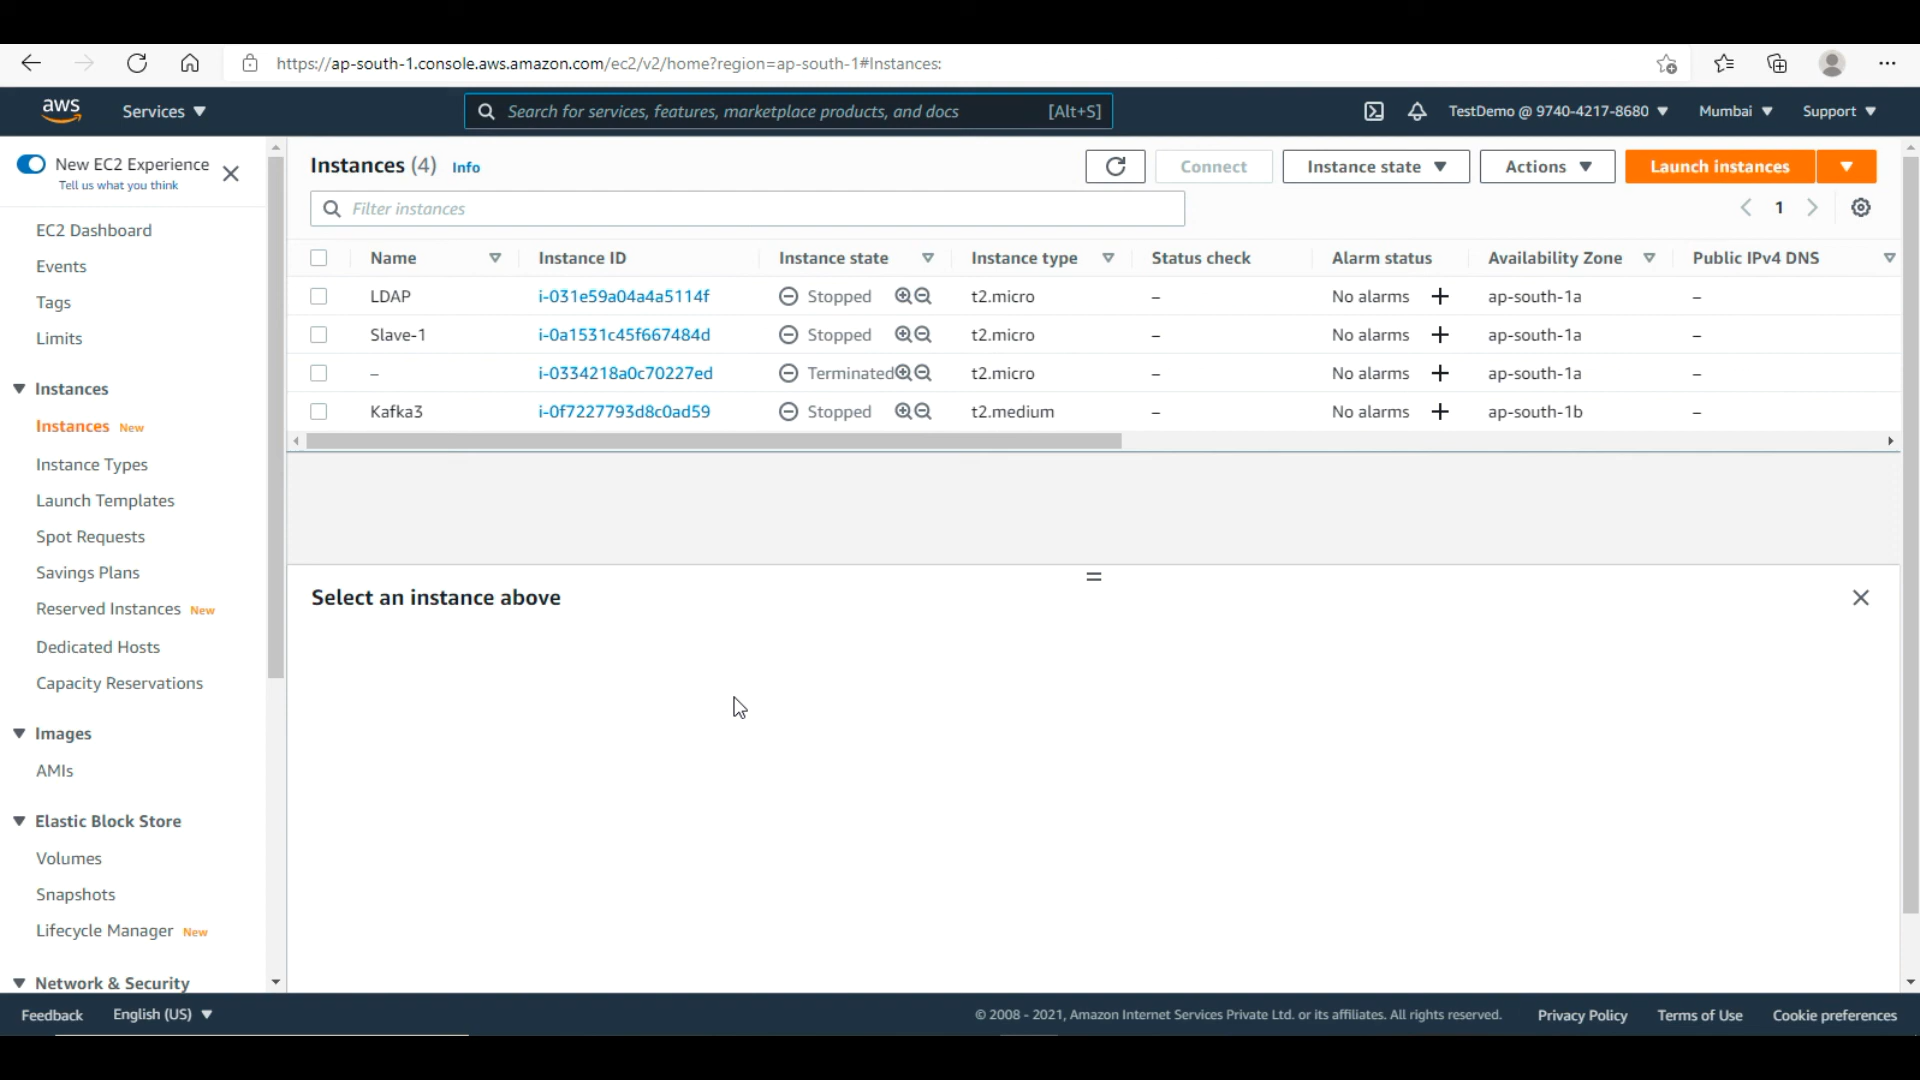 https://ap-south-1.console.aws.amazon.com/ec2/v2/home?region=ap-south-1#Instances:
aws Services Search for services, features, marketplace products, and docs [Alt+S] TestDemo @ 9740-4217-8680 Mumbai Support
New EC2 Experience
Tell us what you think
EC2 Dashboard
Events
Tags
Limits
Instances
Instances New
Instance Types
Launch Templates
Spot Requests
Savings Plans
Reserved Instances New
Dedicated Hosts
Capacity Reservations
Images
AMIs
Elastic Block Store
Volumes
Snapshots
Lifecycle Manager New
Network & Security
Instances (4) Info Connect Instance state Actions Launch instances
Filter instances 1
Name Instance ID Instance state Instance type Status check Alarm status Availability Zone Public IPv4 DNS
LDAP i-031e59a04a4a5114f Stopped t2.micro – No alarms + ap-south-1a –
Slave-1 i-0a1531c45f667484d Stopped t2.micro – No alarms + ap-south-1a –
– i-0334218a0c70227ed Terminated t2.micro – No alarms + ap-south-1a –
Kafka3 i-0f7227793d8c0ad59 Stopped t2.medium – No alarms + ap-south-1b –
Select an instance above
Feedback English (US) © 2008 - 2021, Amazon Internet Services Private Ltd. or its affiliates. All rights reserved. Privacy Policy Terms of Use Cookie preferences